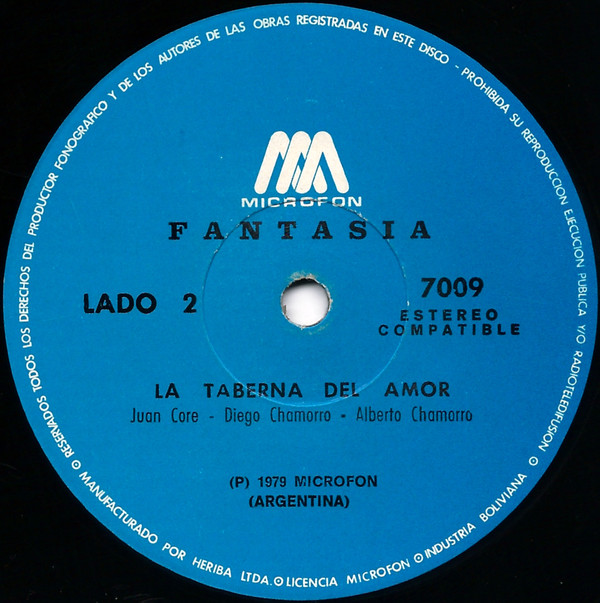 RESERVADOS TODOS LOS DERECHOS DEL PRODUCTOR FONOGRAFICO Y DE LOS AUTORES DE LAS OBRAS REGISTRADAS EN ESTE DISCO - PROHIBIDA SU REPRODUCCION EJECUCION PUBLICA Y/O RADIOTELEDIFUSION
MICROFON
FANTASIA
LADO 2
7009
ESTEREO
COMPATIBLE
LA TABERNA DEL AMOR
Juan Core - Diego Chamorro - Alberto Chamorro
(P) 1979 MICROFON
(ARGENTINA)
MANUFACTURADO POR HERIBA LTDA. LICENCIA MICROFON INDUSTRIA BOLIVIANA